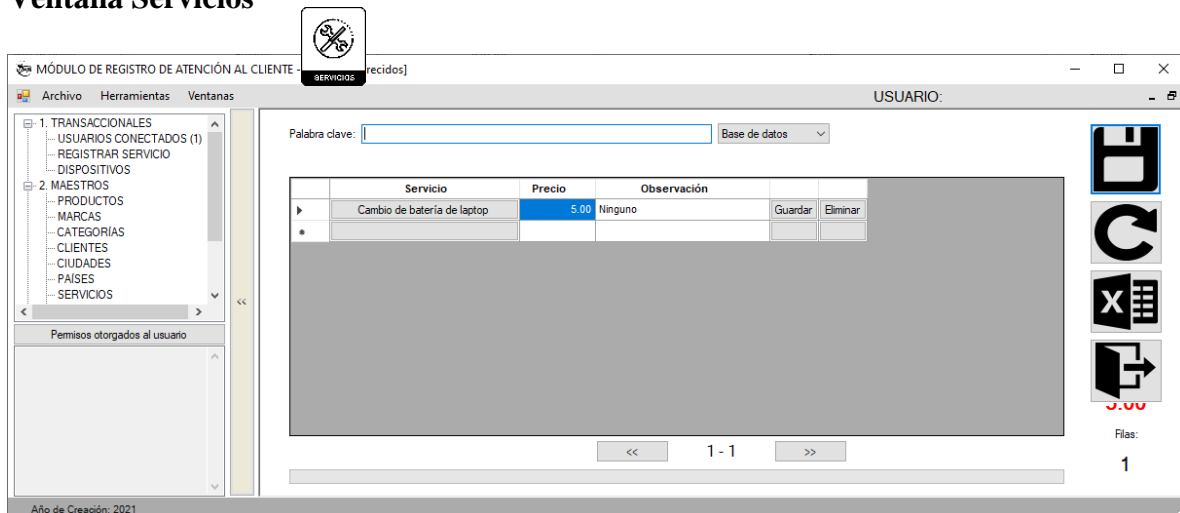 Ventana Servicios
SERVICIOS
MÓDULO DE REGISTRO DE ATENCIÓN AL CLIENTE - recidos]
Archivo Herramientas Ventanas USUARIO:
1. TRANSACCIONALES
USUARIOS CONECTADOS (1)
REGISTRAR SERVICIO
DISPOSITIVOS
2. MAESTROS
PRODUCTOS
MARCAS
CATEGORÍAS
CLIENTES
CIUDADES
PAÍSES
SERVICIOS
Permisos otorgados al usuario
<<
Palabra clave: Base de datos
Servicio Precio Observación
Cambio de batería de laptop 5.00 Ninguno Guardar Eliminar
<< 1 - 1 >>
5.00
Filas:
1
Año de Creación: 2021